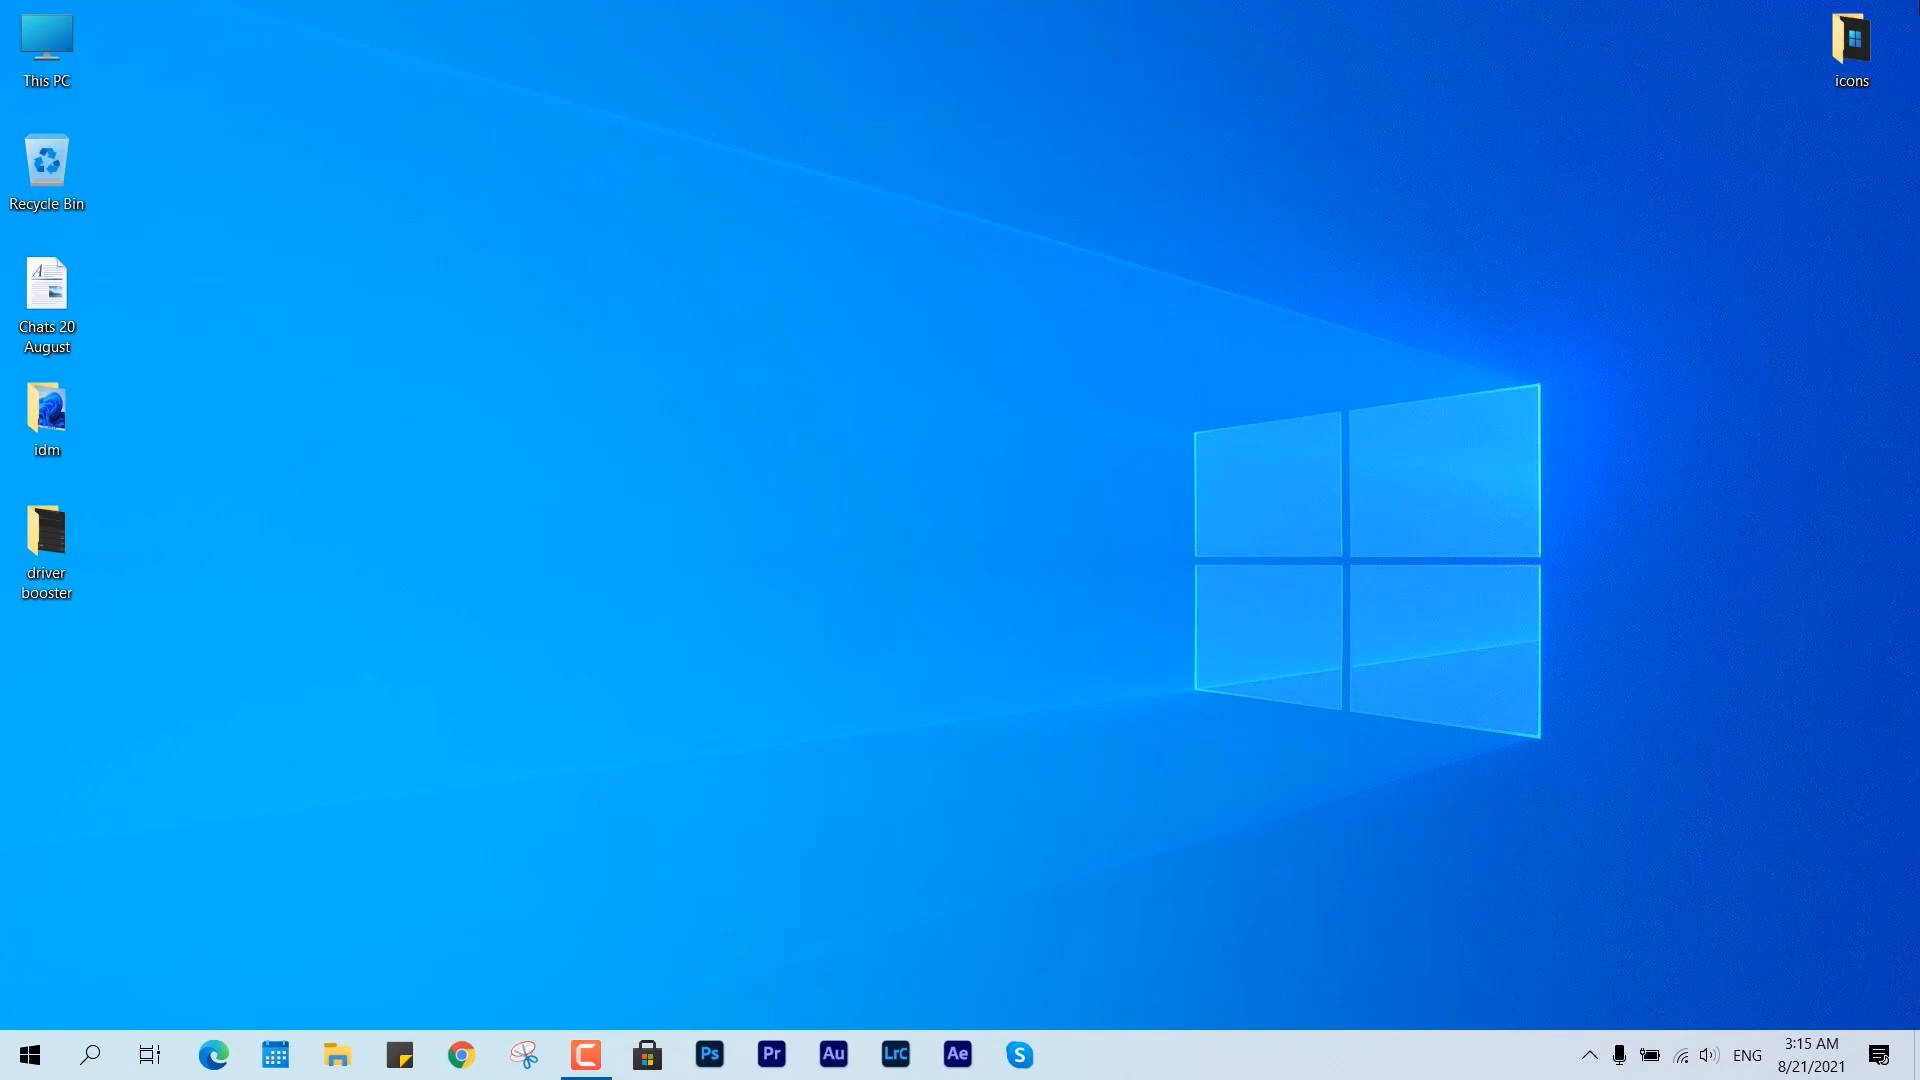 This PC
icons
Recycle Bin
A
Chats 20
August
idm
driver
booster
Ps
Pr
Au
LrC
Ae
S
ENG
3:15 AM
8/21/2021